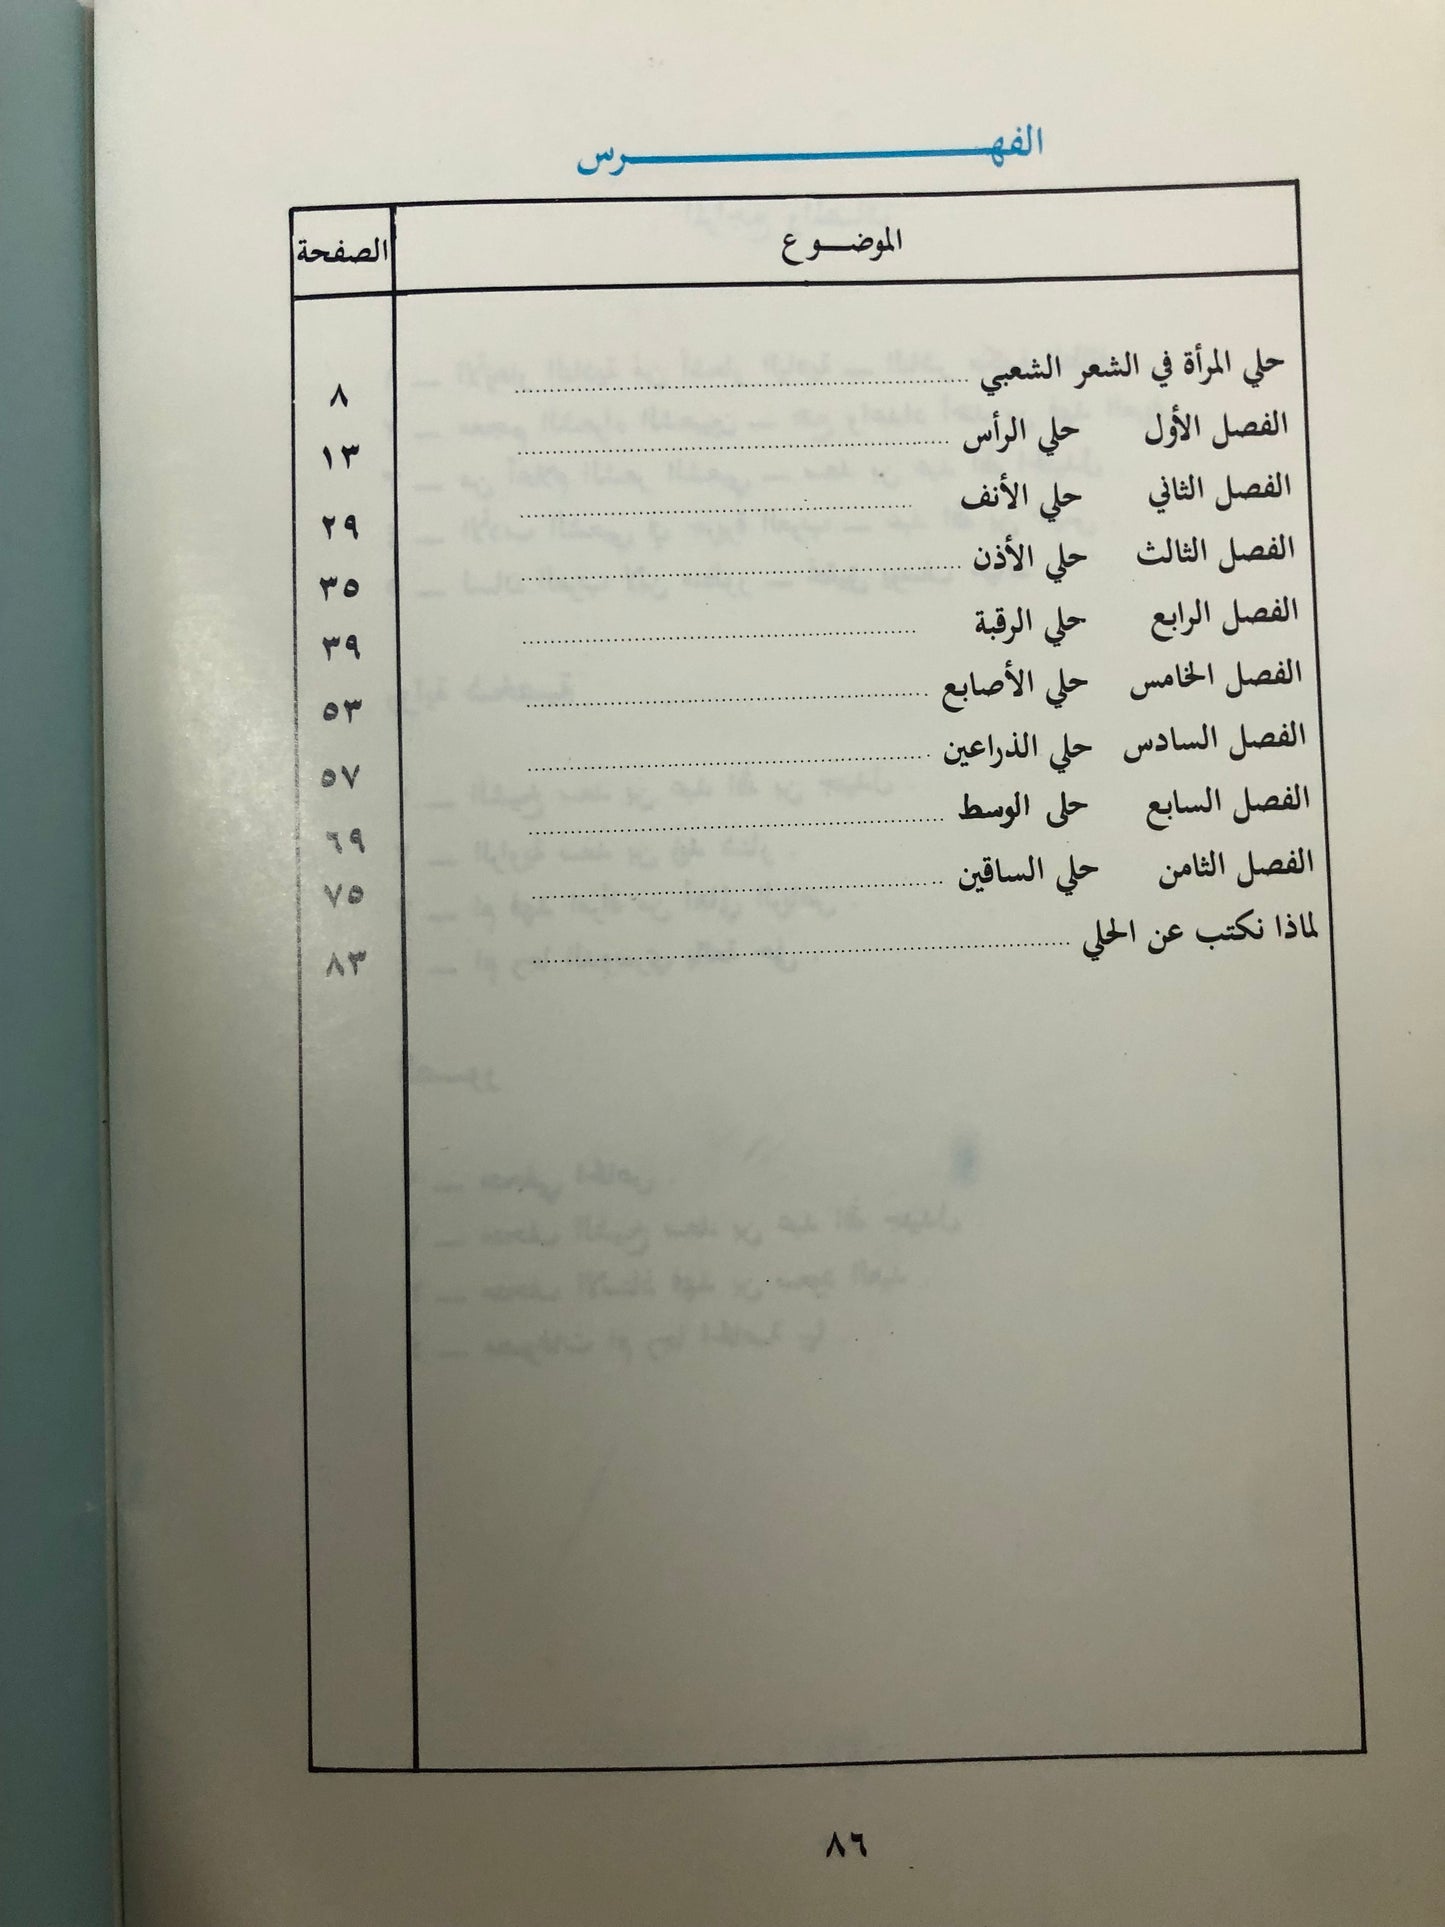 الفهرس
الموضوع الصفحة
حلي المرأة في الشعر الشعبي ٨
الفصل الأول حلي الرأس ١٣
الفصل الثاني حلي الأنف ٢٩
الفصل الثالث حلي الأذن ٣٥
الفصل الرابع حلي الرقبة ٣٩
الفصل الخامس حلي الأصابع ٥٣
الفصل السادس حلي الذراعين ٥٧
الفصل السابع حلى الوسط ٦٩
الفصل الثامن حلي الساقين ٧٥
لماذا نكتب عن الحلي ٨٣
٨٦